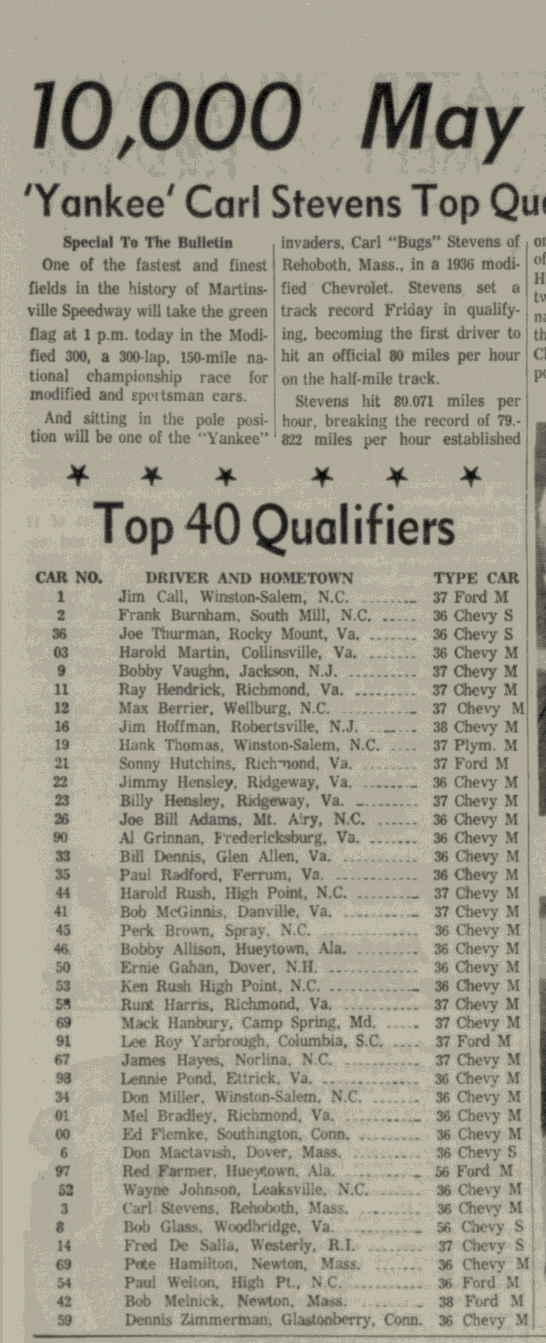 10,000 May
'Yankee' Carl Stevens Top Qua
Special To The Bulletin
One of the fastest and finest
fields in the history of Martins-
ville Speedway will take the green
flag at 1 p.m. today in the Modi-
fied 300, a 300-lap, 150-mile na-
tional championship race for
modified and sportsman cars.
And sitting in the pole posi-
tion will be one of the "Yankee"
invaders, Carl "Bugs" Stevens of
Rehoboth, Mass., in a 1936 modi-
fied Chevrolet. Stevens set a
track record Friday in qualify-
ing, becoming the first driver to
hit an official 80 miles per hour
on the half-mile track.
Stevens hit 80.071 miles per
hour, breaking the record of 79.-
822 miles per hour established
Top 40 Qualifiers
CAR NO. DRIVER AND HOMETOWN TYPE CAR
1 Jim Call, Winston-Salem, N.C. 37 Ford M
2 Frank Burnham, South Mill, N.C. 36 Chevy S
36 Joe Thurman, Rocky Mount, Va. 36 Chevy S
03 Harold Martin, Collinsville, Va. 36 Chevy M
9 Bobby Vaughn, Jackson, N.J. 37 Chevy M
11 Ray Hendrick, Richmond, Va. 37 Chevy M
12 Max Berrier, Wellburg, N.C. 37 Chevy M
16 Jim Hoffman, Robertsville, N.J. 38 Chevy M
19 Hank Thomas, Winston-Salem, N.C. 37 Plym. M
21 Sonny Hutchins, Richmond, Va. 37 Ford M
22 Jimmy Hensley, Ridgeway, Va. 36 Chevy M
23 Billy Hensley, Ridgeway, Va. 37 Chevy M
26 Joe Bill Adams, Mt. Airy, N.C. 36 Chevy M
90 Al Grinnan, Fredericksburg, Va. 36 Chevy M
33 Bill Dennis, Glen Allen, Va. 36 Chevy M
35 Paul Radford, Ferrum, Va. 36 Chevy M
44 Harold Rush, High Point, N.C. 37 Chevy M
41 Bob McGinnis, Danville, Va. 37 Chevy M
45 Perk Brown, Spray, N.C. 36 Chevy M
46 Bobby Allison, Hueytown, Ala. 36 Chevy M
50 Ernie Gahan, Dover, N.H. 36 Chevy M
53 Ken Rush High Point, N.C. 36 Chevy M
Runt Harris, Richmond, Va. 37 Chevy M
69 Mack Hanbury, Camp Spring, Md. 37 Chevy M
91 Lee Roy Yarbrough, Columbia, S.C. 37 Ford M
67 James Hayes, Norlina, N.C. 37 Chevy M
98 Lennie Pond, Ettrick, Va. 36 Chevy M
34 Don Miller, Winston-Salem, N.C. 36 Chevy M
01 Mel Bradley, Richmond, Va. 36 Chevy M
00 Ed Flemke, Southington, Conn. 36 Chevy M
6 Don Mactavish, Dover, Mass. 36 Chevy S
97 Red Farmer, Hueytown, Ala. 56 Ford M
52 Wayne Johnson, Leaksville, N.C. 36 Chevy M
3 Carl Stevens, Rehoboth, Mass. 36 Chevy M
8 Bob Glass, Woodbridge, Va. 56 Chevy S
14 Fred De Salla, Westerly, R.I. 37 Chevy S
69 Pete Hamilton, Newton, Mass. 36 Chevy M
54 Paul Welton, High Pt., N.C. 36 Ford M
42 Bob Melnick, Newton, Mass. 38 Ford M
59 Dennis Zimmerman, Glastonberry, Conn. 36 Chevy M